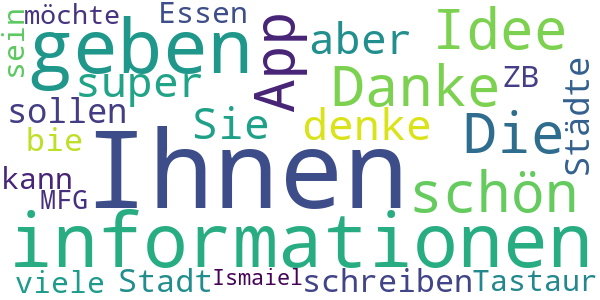 möchte Essen
sein geben App aber Idee
super Danke ZB
sollen Sie denke Die Städte
bie Ihnen
kann schön
MFG
informationen
viele Stadt Ismaiel schreiben Tastaur